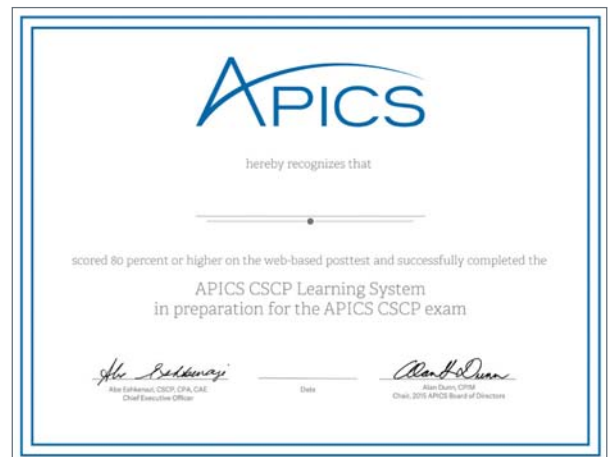 APICS
hereby recognizes that
scored 80 percent or higher on the web-based posttest and successfully completed the
APICS CSCP Learning System
in preparation for the APICS CSCP exam
Abe Eshkenazi, CSCP, CPA, CAE
Chief Executive Officer
Date
Alan Dunn, CPIM
Chair, 2015 APICS Board of Directors